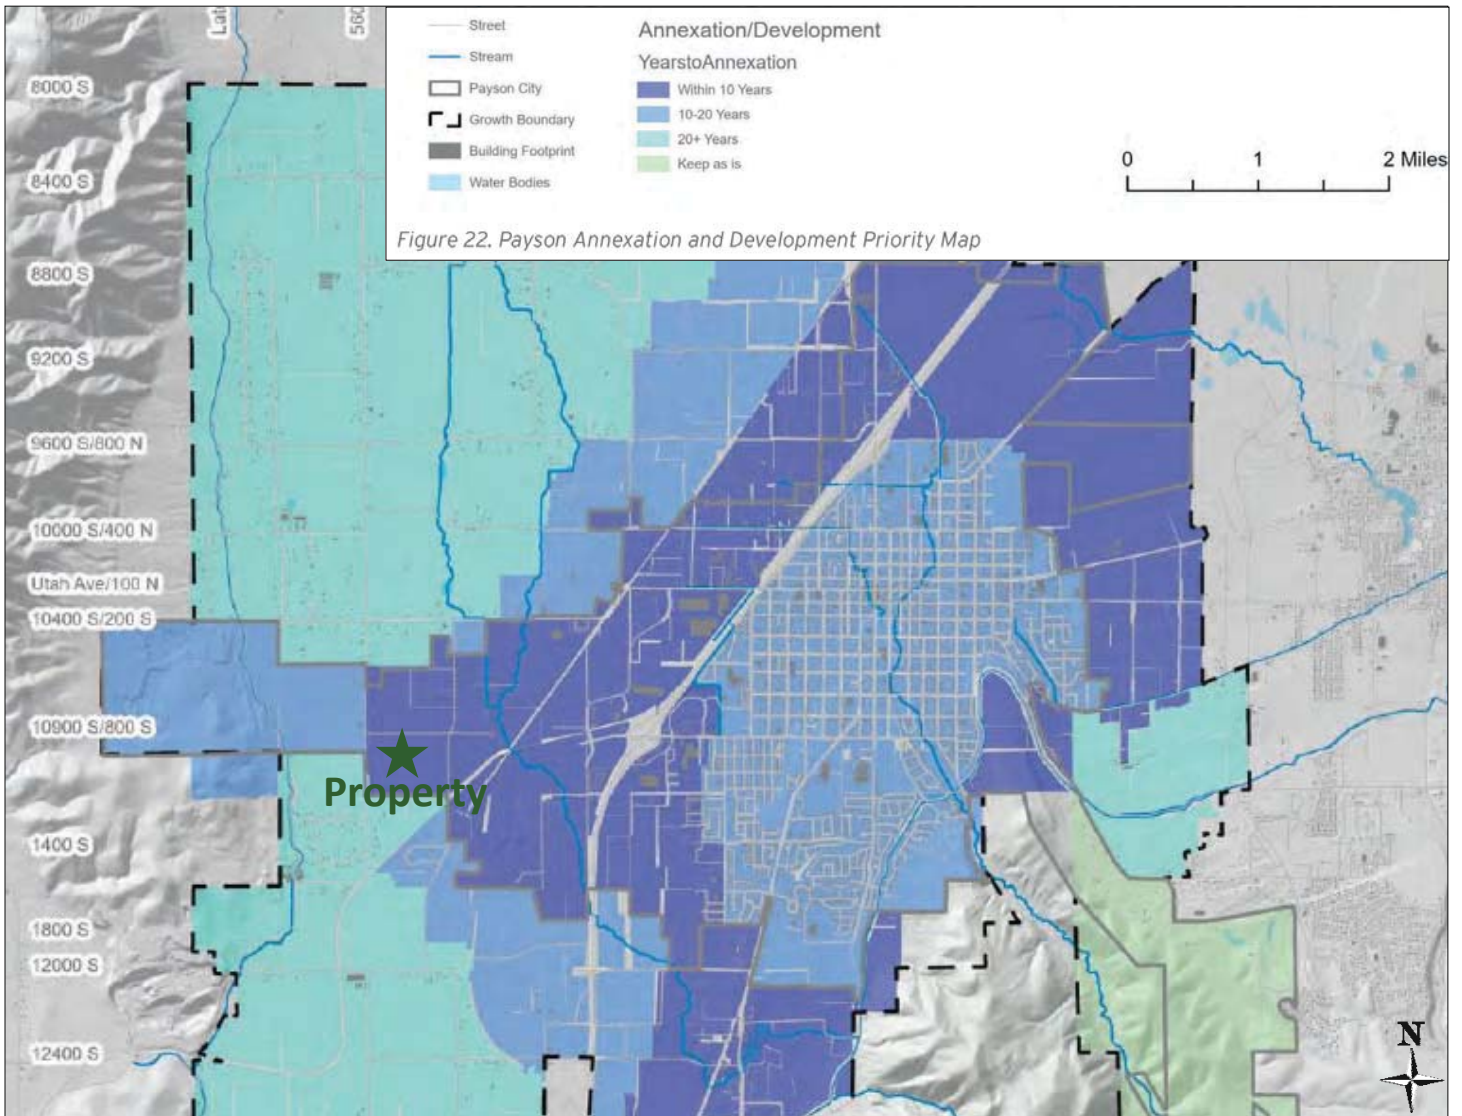 Lat
560
Street
Stream
Payson City
Growth Boundary
Building Footprint
Water Bodies
Annexation/Development
YearstoAnnexation
Within 10 Years
10-20 Years
20+ Years
Keep as is
0 1 2 Miles
Figure 22. Payson Annexation and Development Priority Map
8000 S
8400 S
8800 S
9200 S
9600 S/800 N
10000 S/400 N
Utah Ave/100 N
10400 S/200 S
10900 S/800 S
Property
1400 S
1800 S
12000 S
12400 S
N